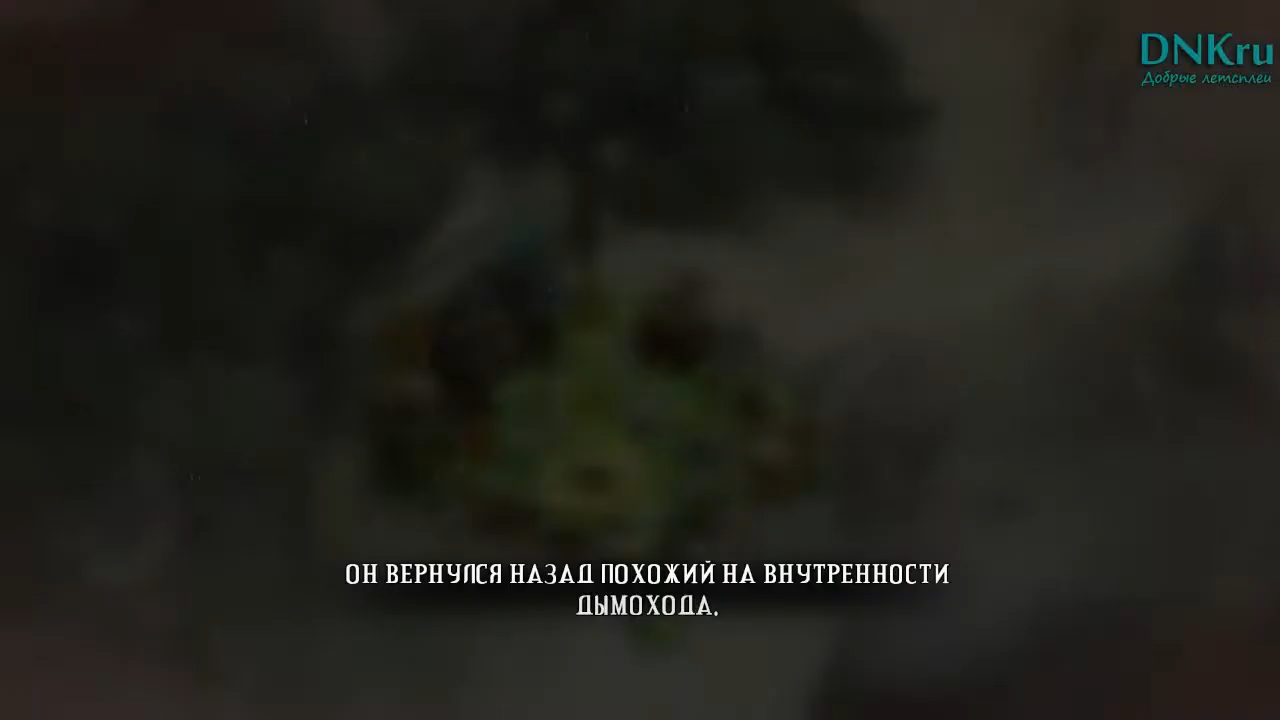 DNKru
Добрые летсплеи
ОН ВЕРНУЛСЯ НАЗАД ПОХОЖИЙ НА ВНУТРЕННОСТИ
ДЫМОХОДА.